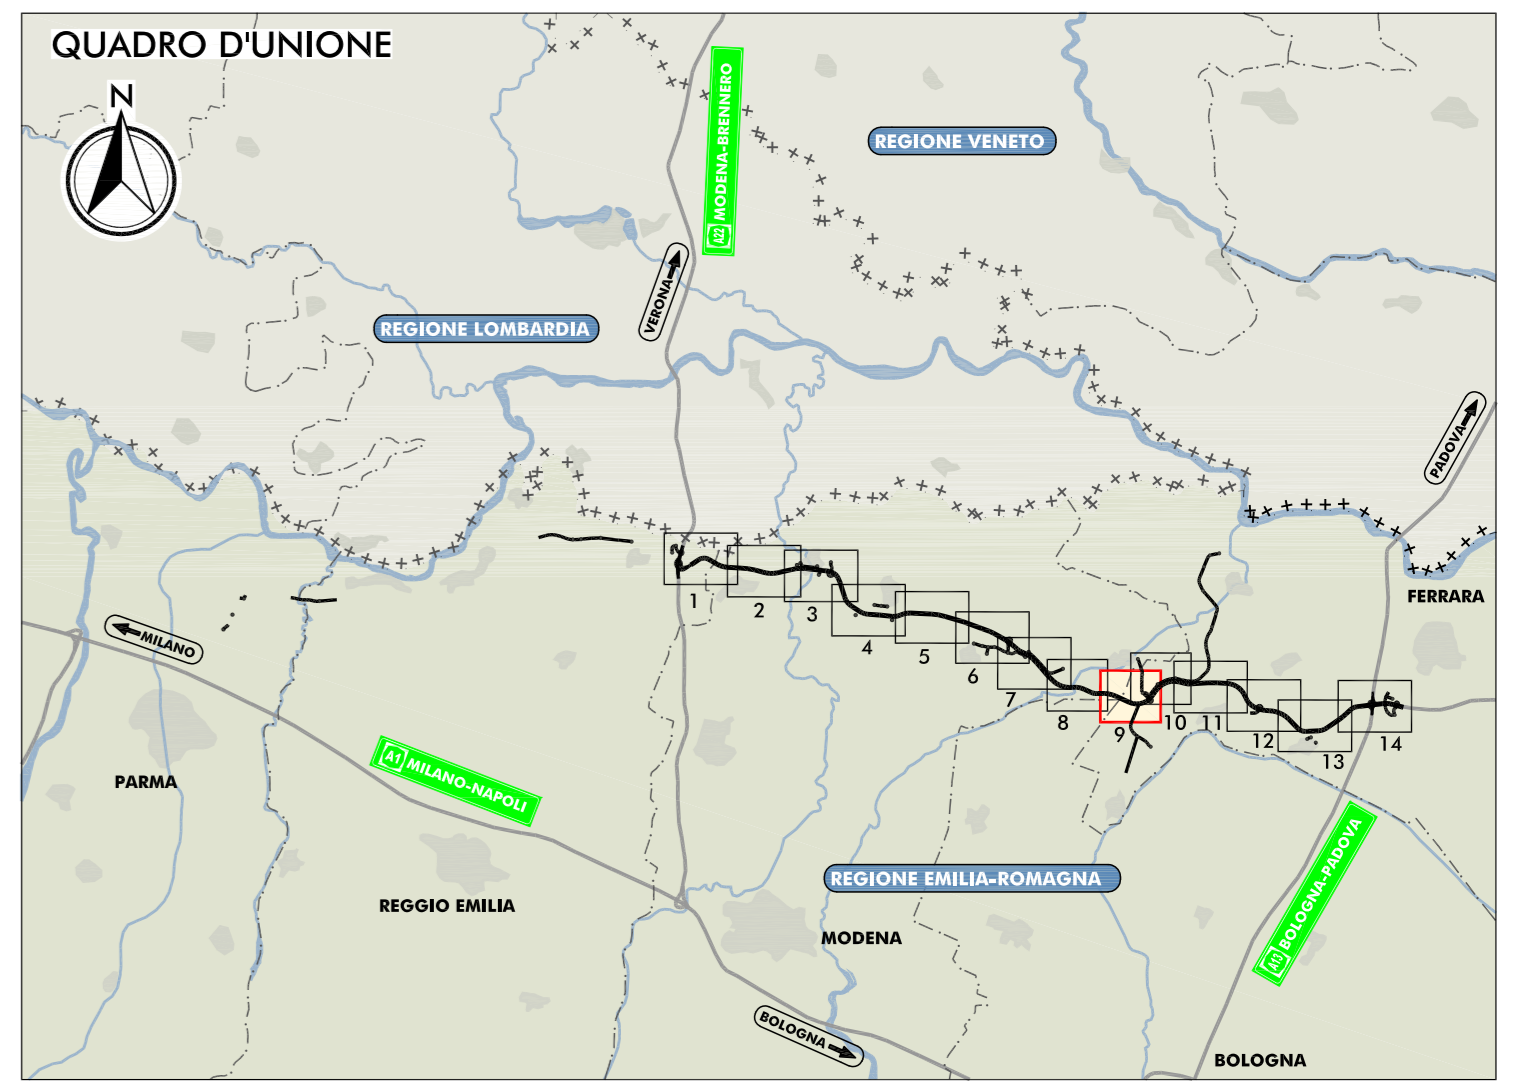 QUADRO D'UNIONE
N
A22 MODENA-BRENNERO
REGIONE VENETO
VERONA
REGIONE LOMBARDIA
PADOVA
FERRARA
MILANO
1
2
3
4
5
6
7
8
9
10
11
12
13
14
A1 MILANO-NAPOLI
PARMA
REGIONE EMILIA-ROMAGNA
A13 BOLOGNA-PADOVA
REGGIO EMILIA
MODENA
BOLOGNA
BOLOGNA